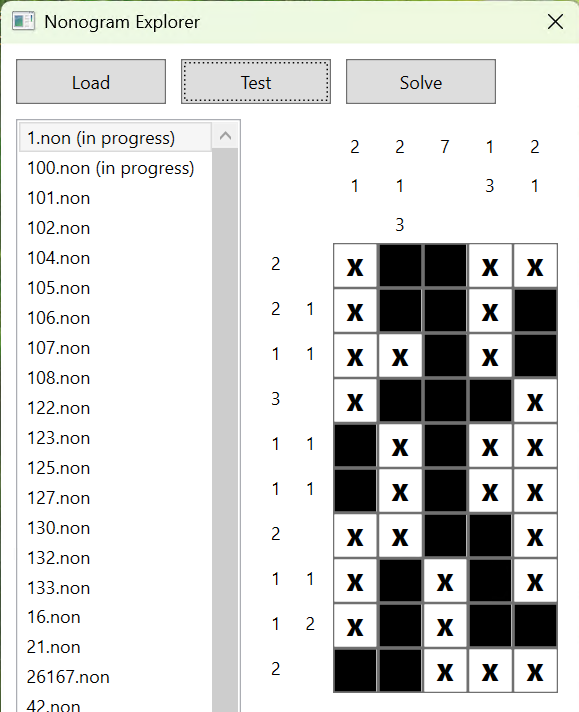 Nonogram Explorer
Load Test Solve
1.non (in progress)
100.non (in progress)
101.non
102.non
104.non
105.non
106.non
107.non
108.non
122.non
123.non
125.non
127.non
130.non
132.non
133.non
16.non
21.non
26167.non
42.non
2 2 7 1 2
1 1 3 1
3
2 x x x
2 1 x x
1 1 x x x
3 x x
1 1 x x x
1 1 x x x
2 x x x
1 1 x x x
1 2 x x
2 x x x